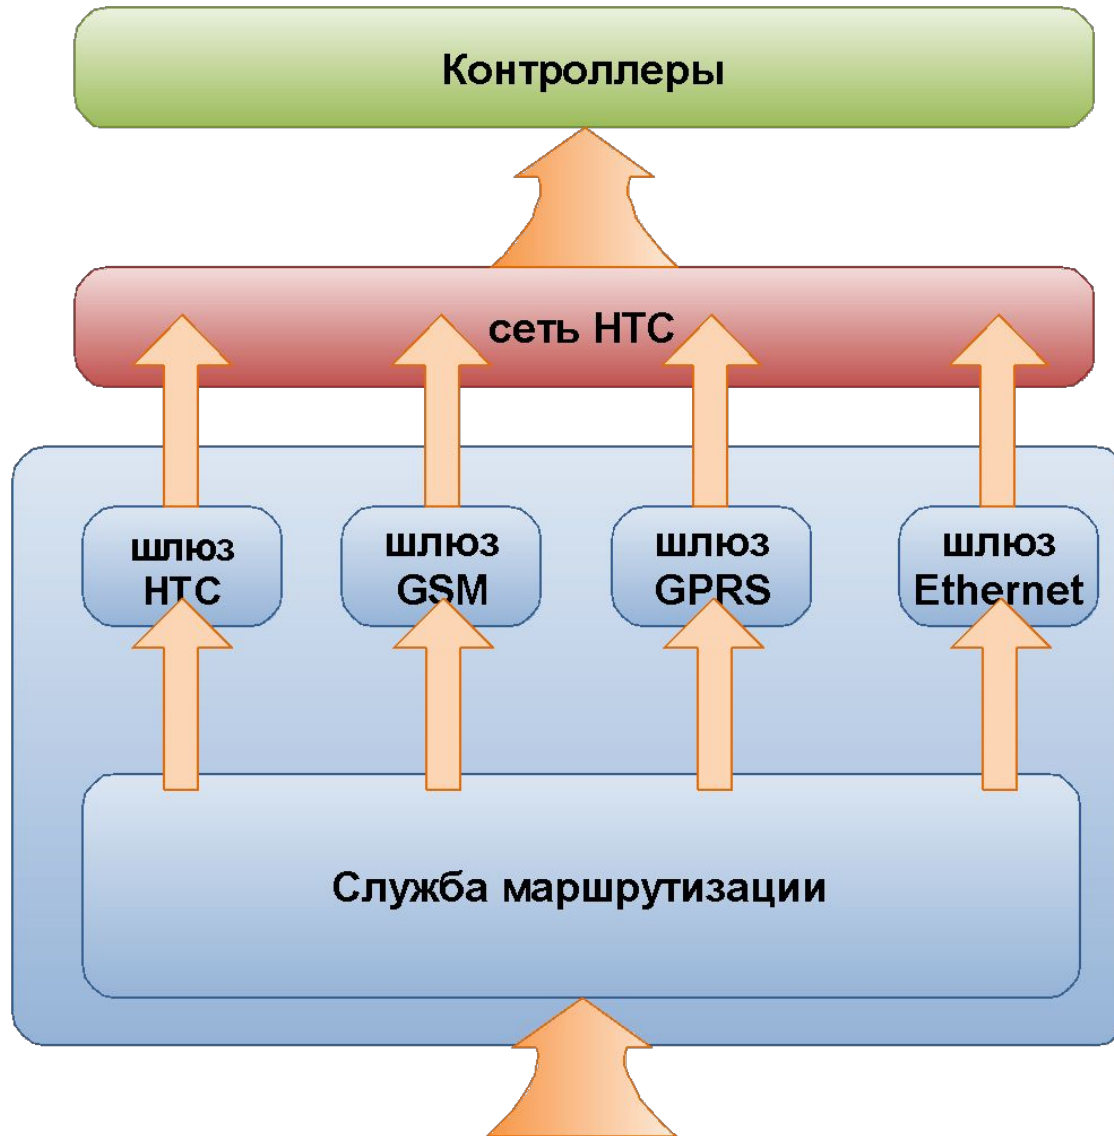 Контроллеры
сеть НТС
шлюз
НТС
шлюз
GSM
шлюз
GPRS
шлюз
Ethernet
Служба маршрутизации